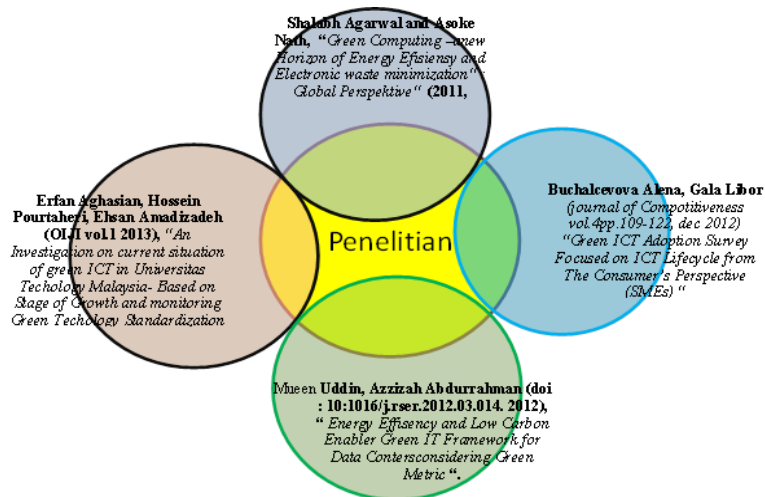 Shalabh Agarwal and Asoke
Nath, “Green Computing –anew
Horizon of Energy Efisiensy and
Electronic waste minimization“ :
Global Perspektive“ (2011,
Erfan Aghasian, Hossein
Pourtaheri, Ehsan Amadizadeh
(OIJI vol.1 2013), “An
Investigation on current situation
of green ICT in Universitas
Techology Malaysia- Based on
Stage of Growth and monitoring
Green Techology Standardization
Penelitian
Buchalcevova Alena, Gala Libor
(journal of Compotitiveness
vol.4pp.109-122, dec 2012)
“Green ICT Adoption Survey
Focused on ICT Lifecycle from
The Consumer’s Perspective
(SMEs) “
Mueen Uddin, Azzizah Abdurrahman (doi
: 10:1016/j.rser.2012.03.014. 2012),
“ Energy Effisency and Low Carbon
Enabler Green IT Framework for
Data Contersconsidering Green
Metric “.